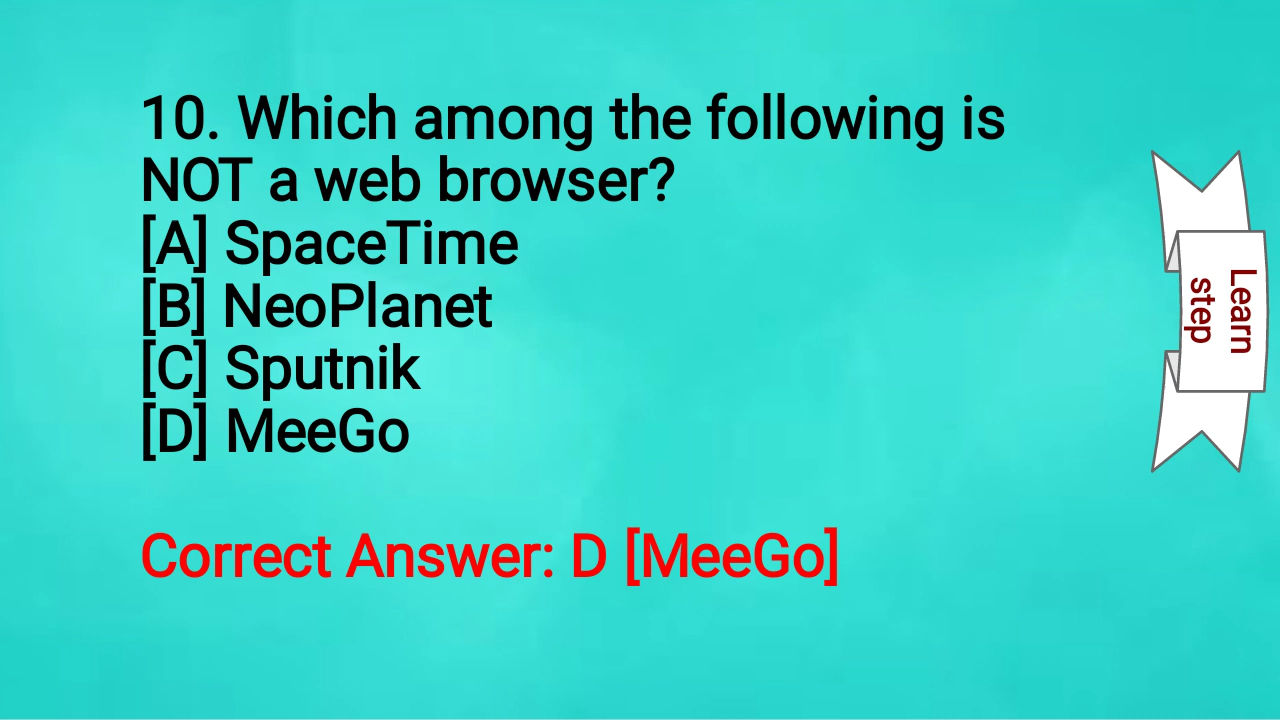 10. Which among the following is
NOT a web browser?
[A] SpaceTime
[B] NeoPlanet
[C] Sputnik
[D] MeeGo
Correct Answer: D [MeeGo]
Learn
step